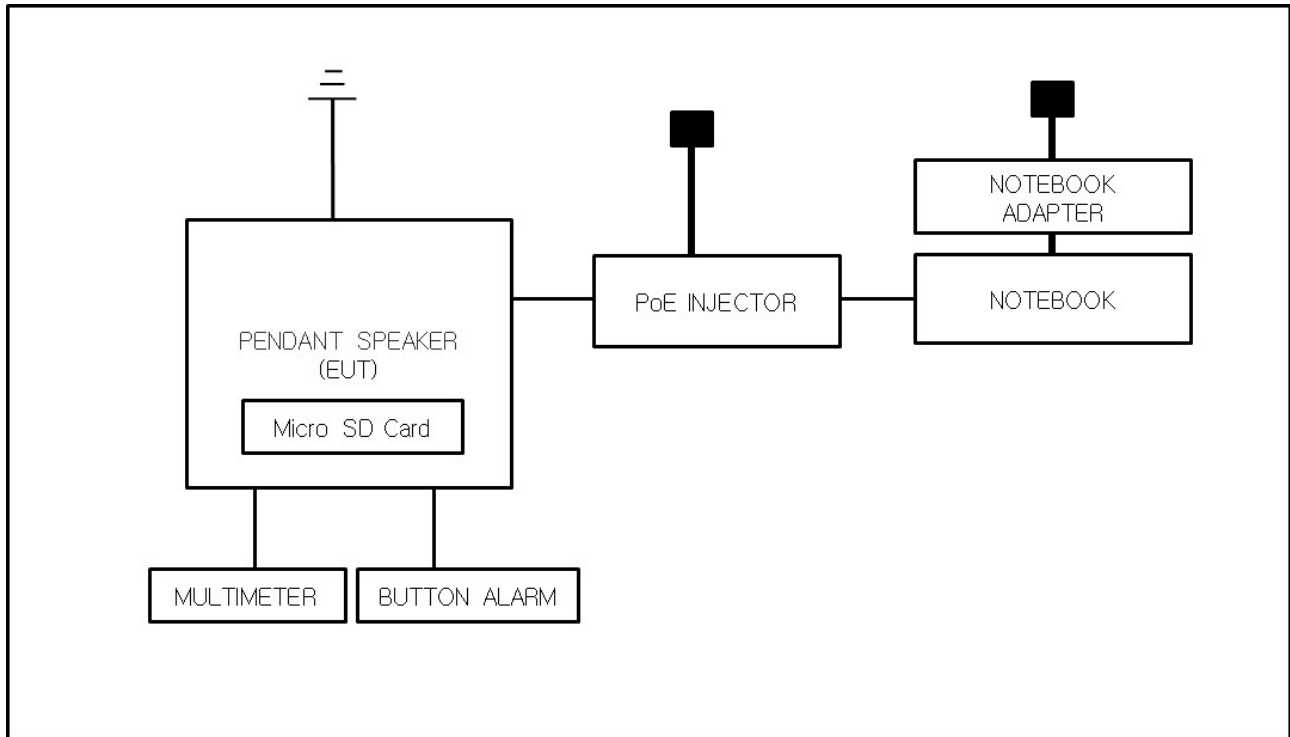 NOTEBOOK
ADAPTER
PoE INJECTOR
NOTEBOOK
PENDANT SPEAKER
(EUT)
Micro SD Card
MULTIMETER
BUTTON ALARM